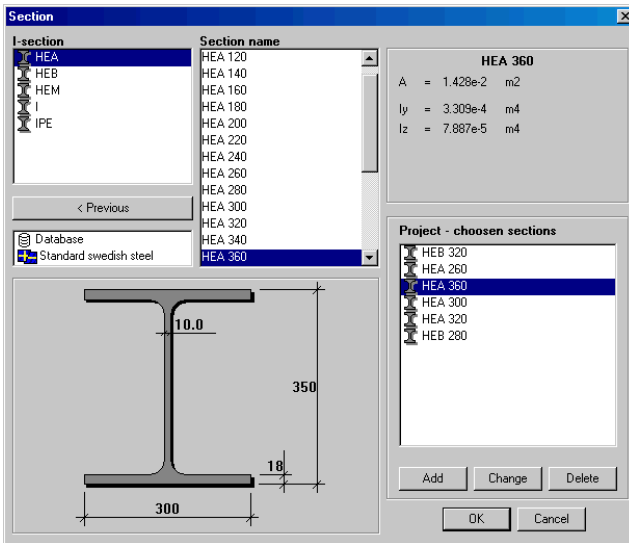 Section
I-section
HEA
HEB
HEM
I
IPE
< Previous
Database
Standard swedish steel
Section name
HEA 120
HEA 140
HEA 160
HEA 180
HEA 200
HEA 220
HEA 240
HEA 260
HEA 280
HEA 300
HEA 320
HEA 340
HEA 360
HEA 360
A = 1.428e-2 m2
Iy = 3.309e-4 m4
Iz = 7.887e-5 m4
Project - choosen sections
HEB 320
HEA 260
HEA 360
HEA 300
HEA 320
HEB 280
Add Change Delete
OK Cancel
10.0
350
18
300